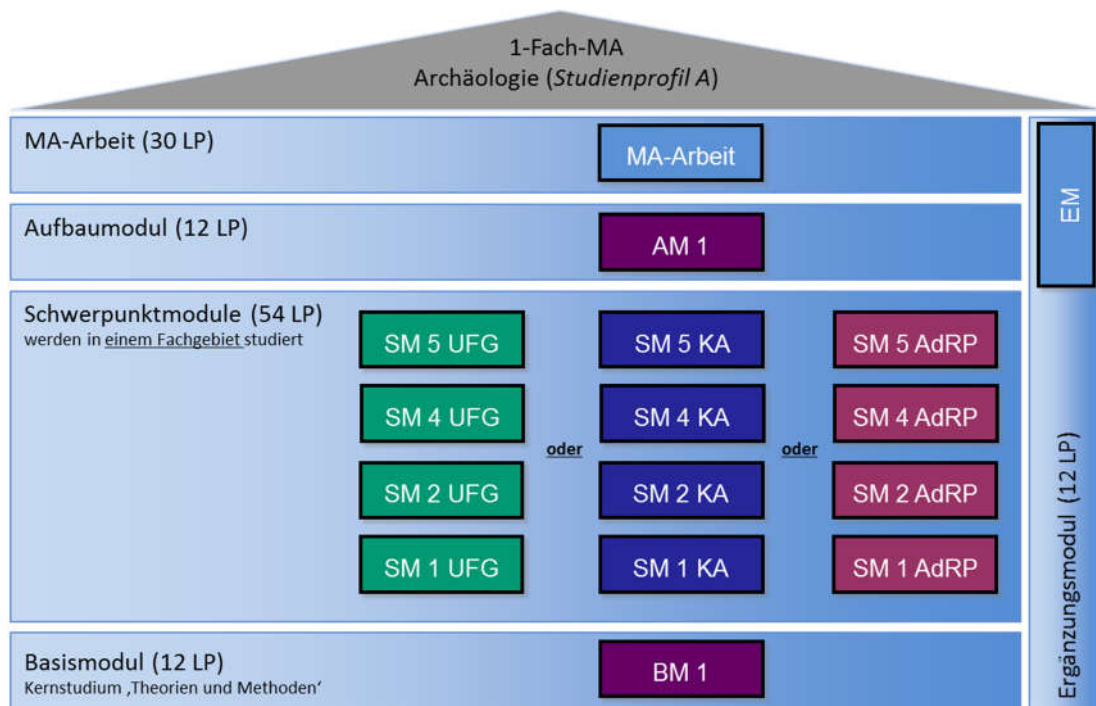 1-Fach-MA
Archäologie (Studienprofil A)
MA-Arbeit (30 LP)
MA-Arbeit
EM
Aufbaumodul (12 LP)
AM 1
Schwerpunktmodule (54 LP)
werden in einem Fachgebiet studiert
SM 5 UFG
SM 4 UFG
SM 2 UFG
SM 1 UFG
oder
SM 5 KA
SM 4 KA
SM 2 KA
SM 1 KA
oder
SM 5 AdRP
SM 4 AdRP
SM 2 AdRP
SM 1 AdRP
Basismodul (12 LP)
Kernstudium ‚Theorien und Methoden‘
BM 1
Ergänzungsmodul (12 LP)